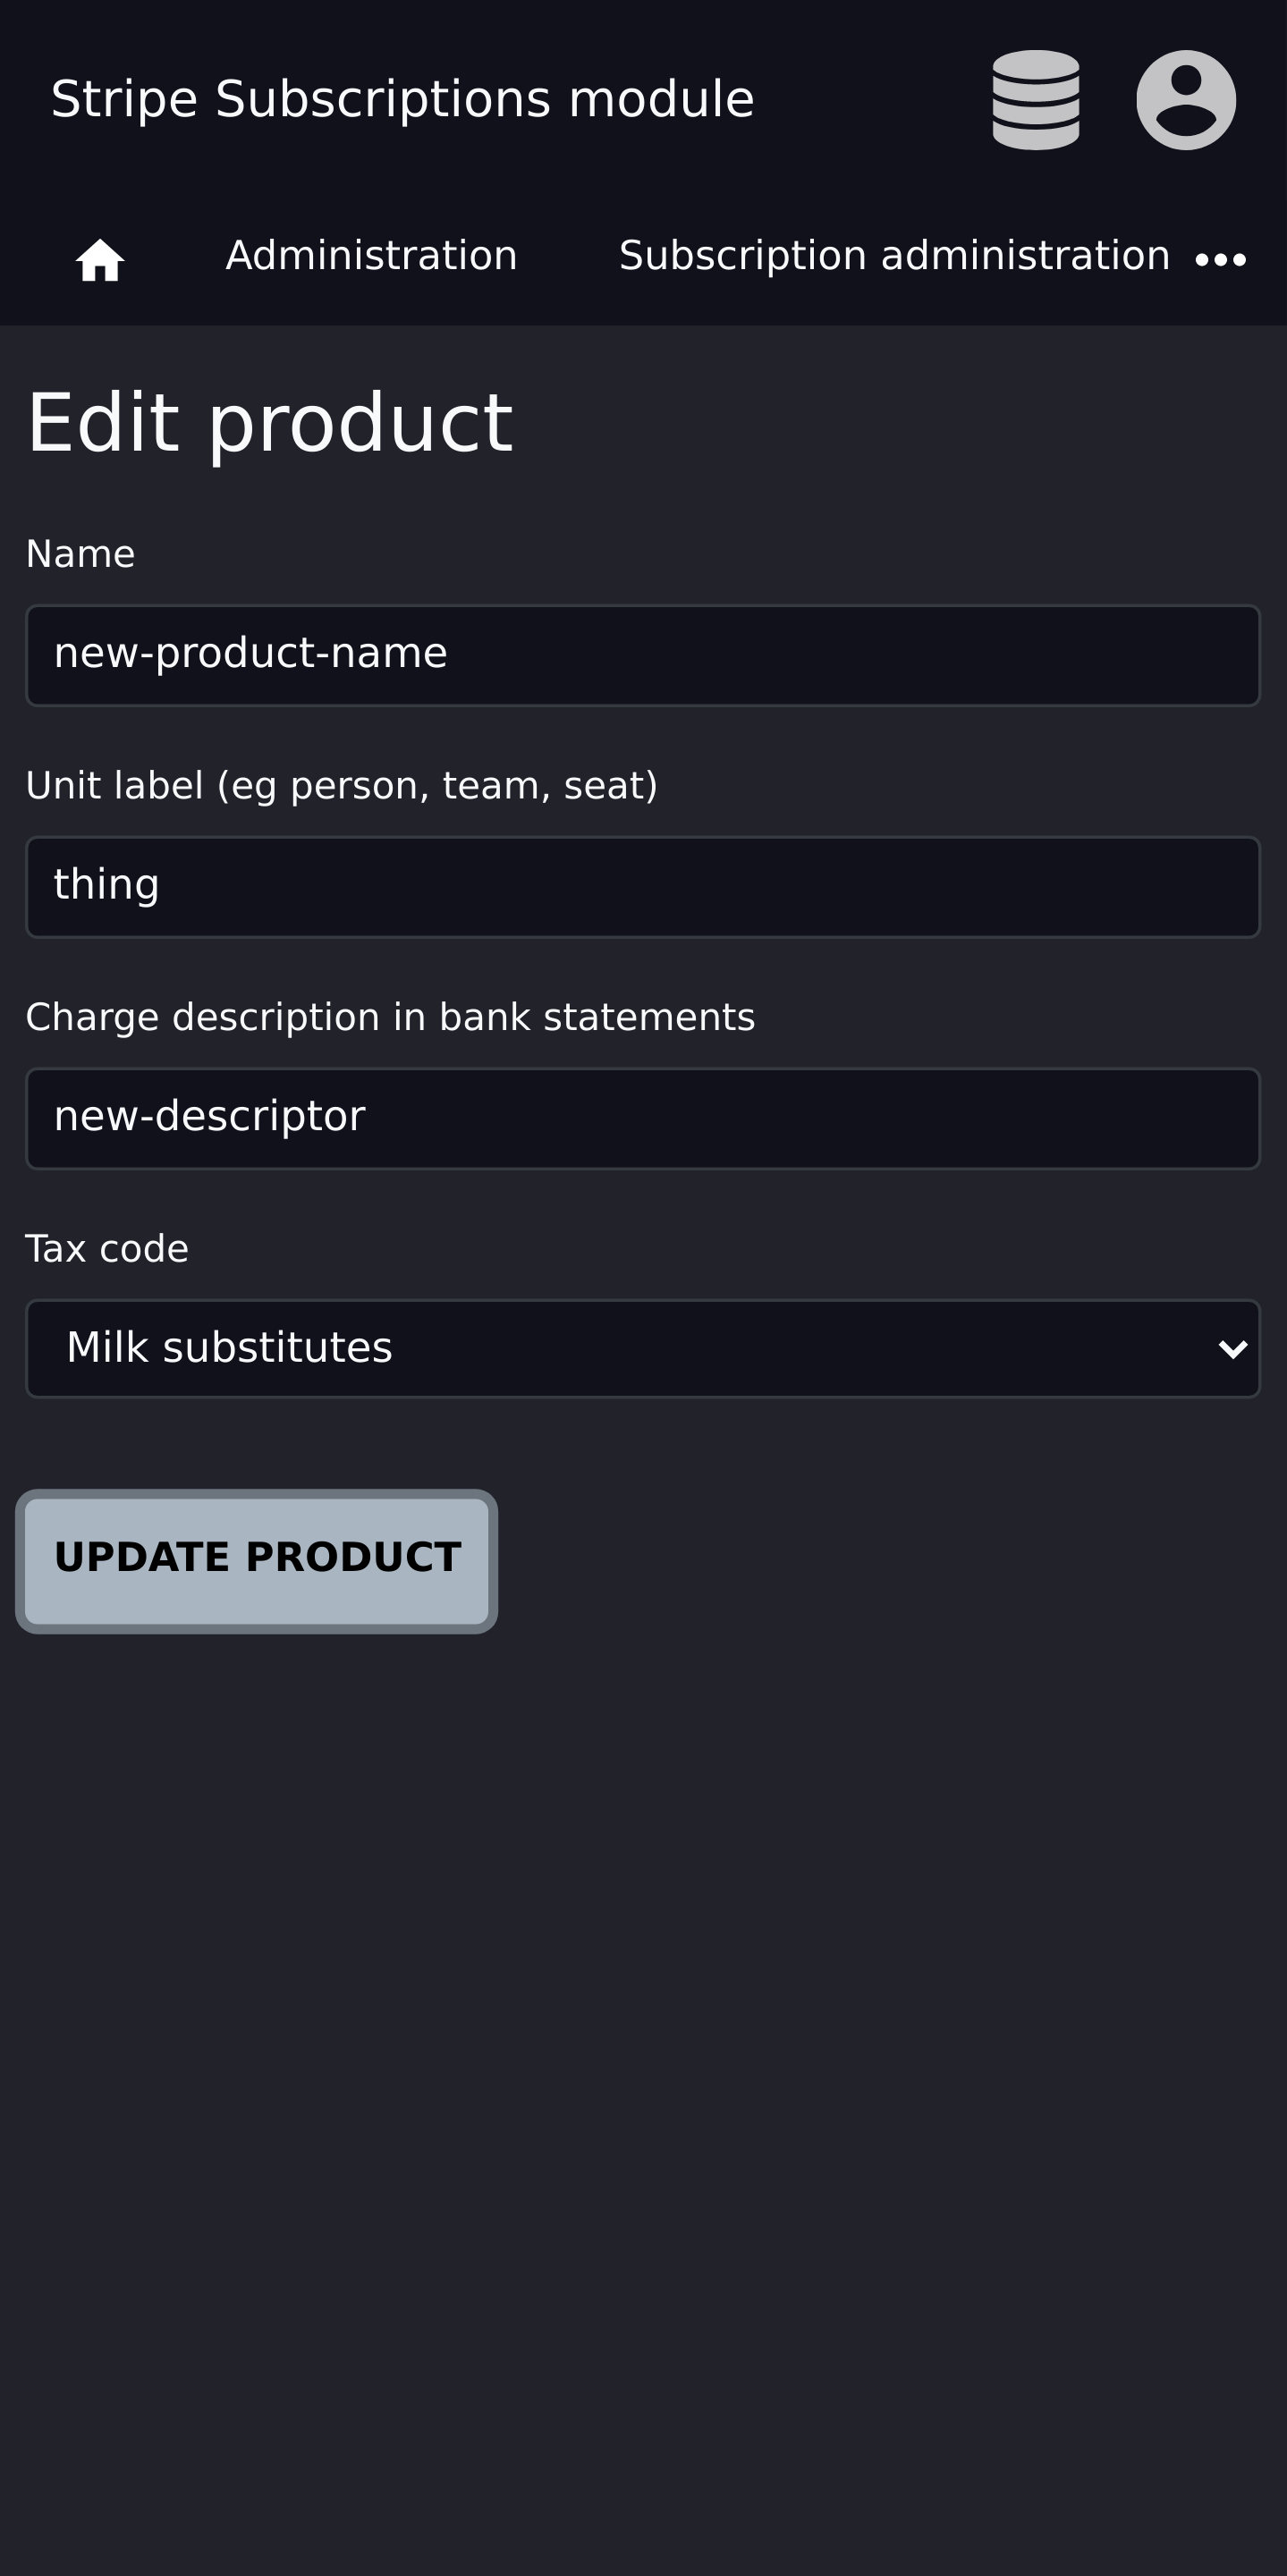 Stripe Subscriptions module
Administration Subscription administration
Edit product
Name
new-product-name
Unit label (eg person, team, seat)
thing
Charge description in bank statements
new-descriptor
Tax code
Milk substitutes
UPDATE PRODUCT